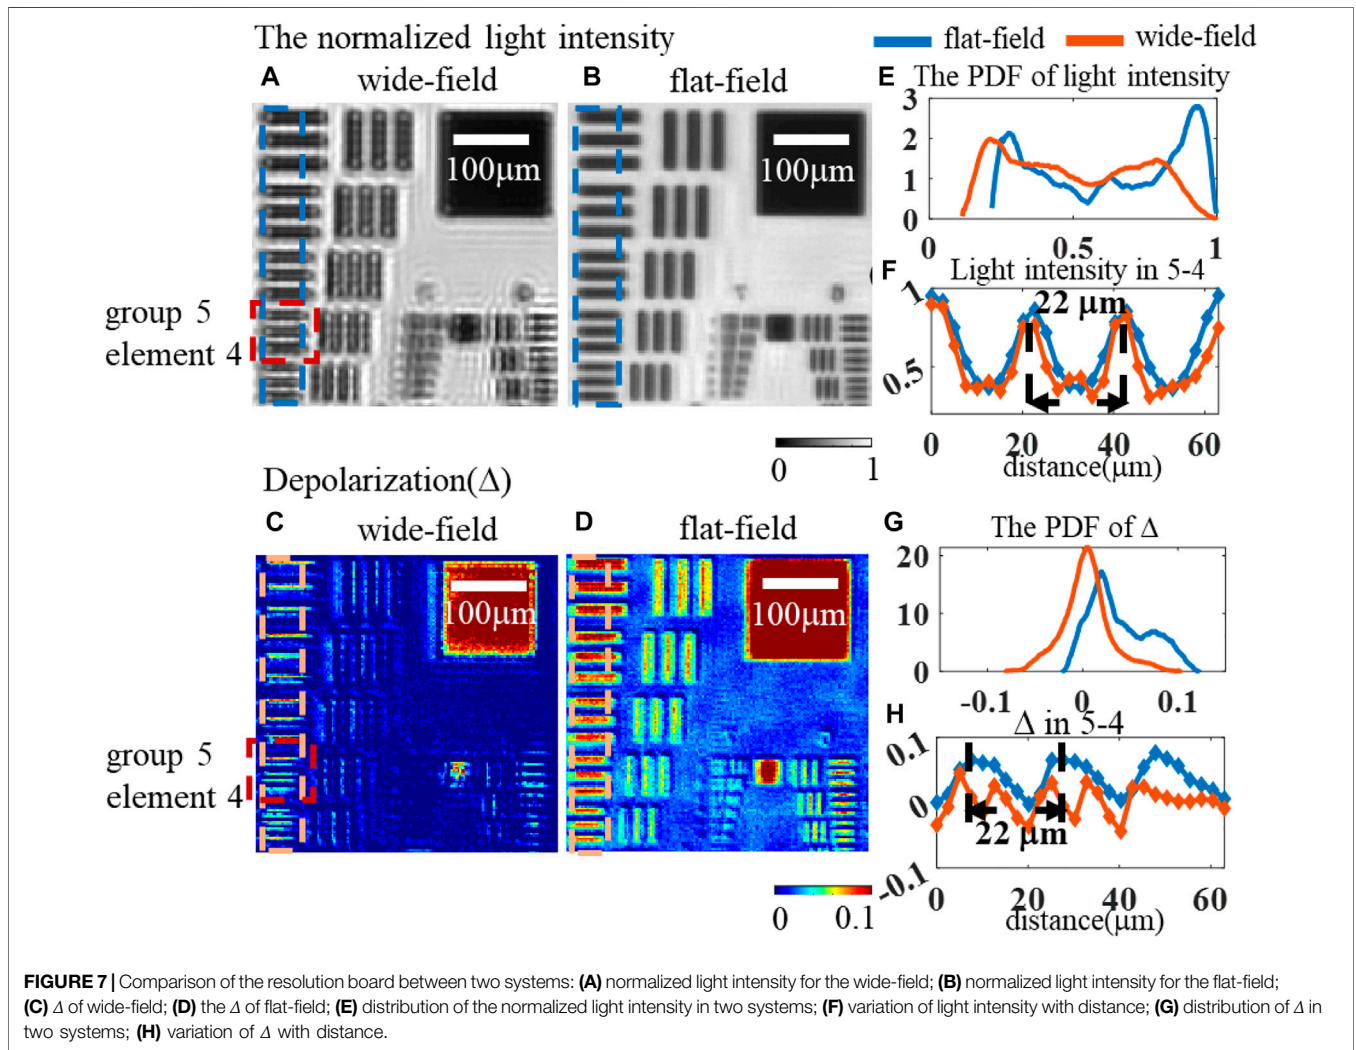 The normalized light intensity
flat-field wide-field
A wide-field B flat-field
100μm
100μm
group 5
element 4
0 1
E The PDF of light intensity
3
2
1
0
0 0.5 1
F Light intensity in 5-4
1
22 μm
0.5
0 20 40 60
distance(μm)
Depolarization(Δ)
C wide-field D flat-field
100μm
100μm
group 5
element 4
0 0.1
G The PDF of Δ
20
10
0
-0.1 0 0.1
H Δ in 5-4
0.1
0
22 μm
-0.1
0 20 40 60
distance(μm)
FIGURE 7 | Comparison of the resolution board between two systems: (A) normalized light intensity for the wide-field; (B) normalized light intensity for the flat-field;
(C) Δ of wide-field; (D) the Δ of flat-field; (E) distribution of the normalized light intensity in two systems; (F) variation of light intensity with distance; (G) distribution of Δ in
two systems; (H) variation of Δ with distance.